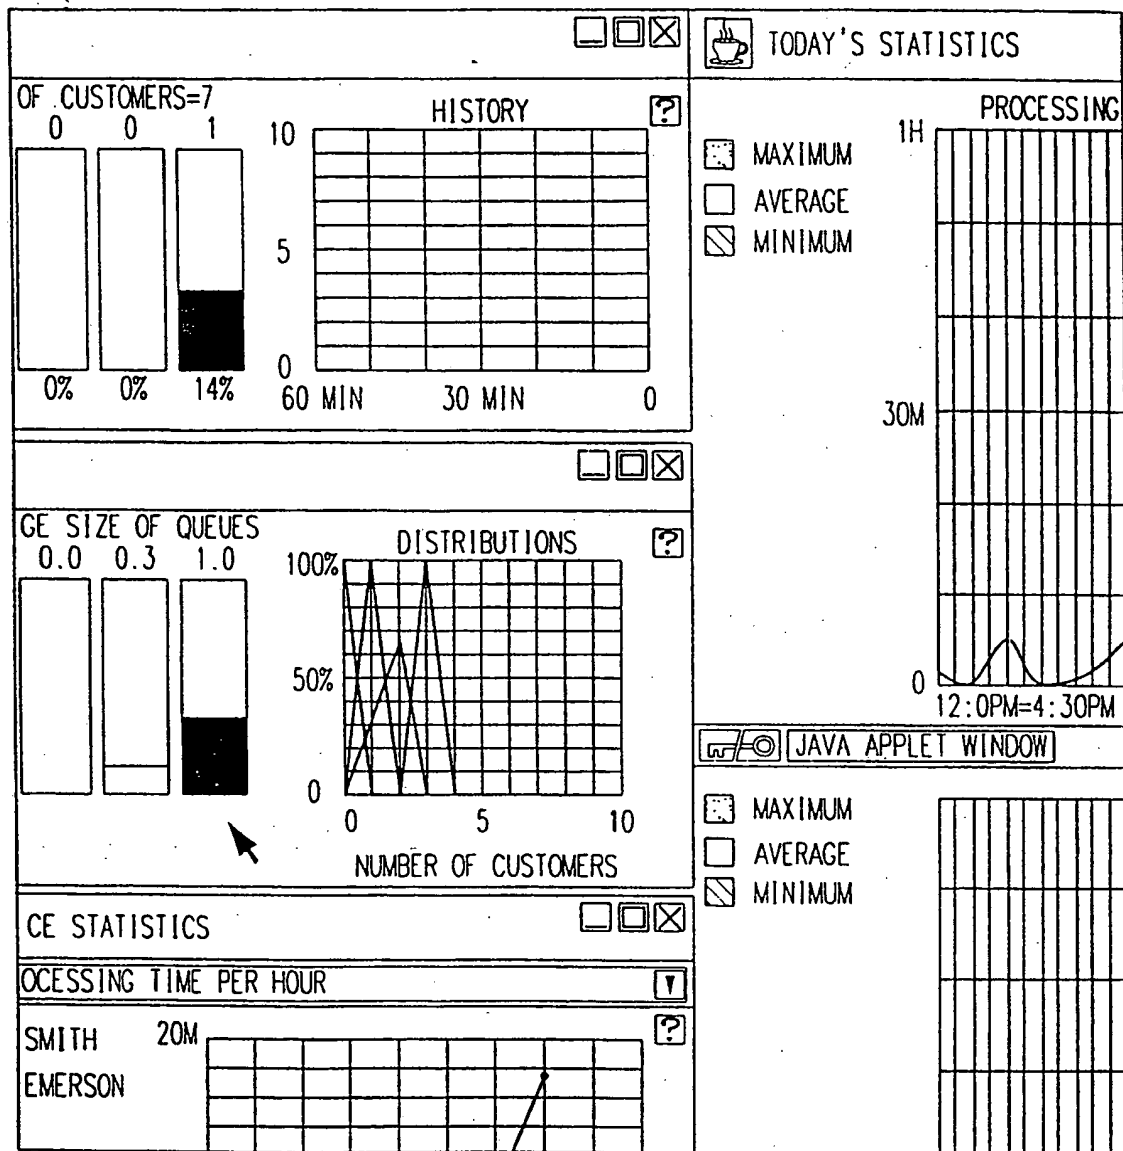 TODAY'S STATISTICS
OF CUSTOMERS=7
0 0 1
HISTORY
?
10
5
0
0% 0% 14%
60 MIN 30 MIN 0
PROCESSING
MAXIMUM
AVERAGE
MINIMUM
1H
30M
0
12:0PM=4:30PM
GE SIZE OF QUEUES
0.0 0.3 1.0
DISTRIBUTIONS
?
100%
50%
0
0 5 10
NUMBER OF CUSTOMERS
JAVA APPLET WINDOW
MAXIMUM
AVERAGE
MINIMUM
CE STATISTICS
OCESSING TIME PER HOUR
?
SMITH
EMERSON
20M